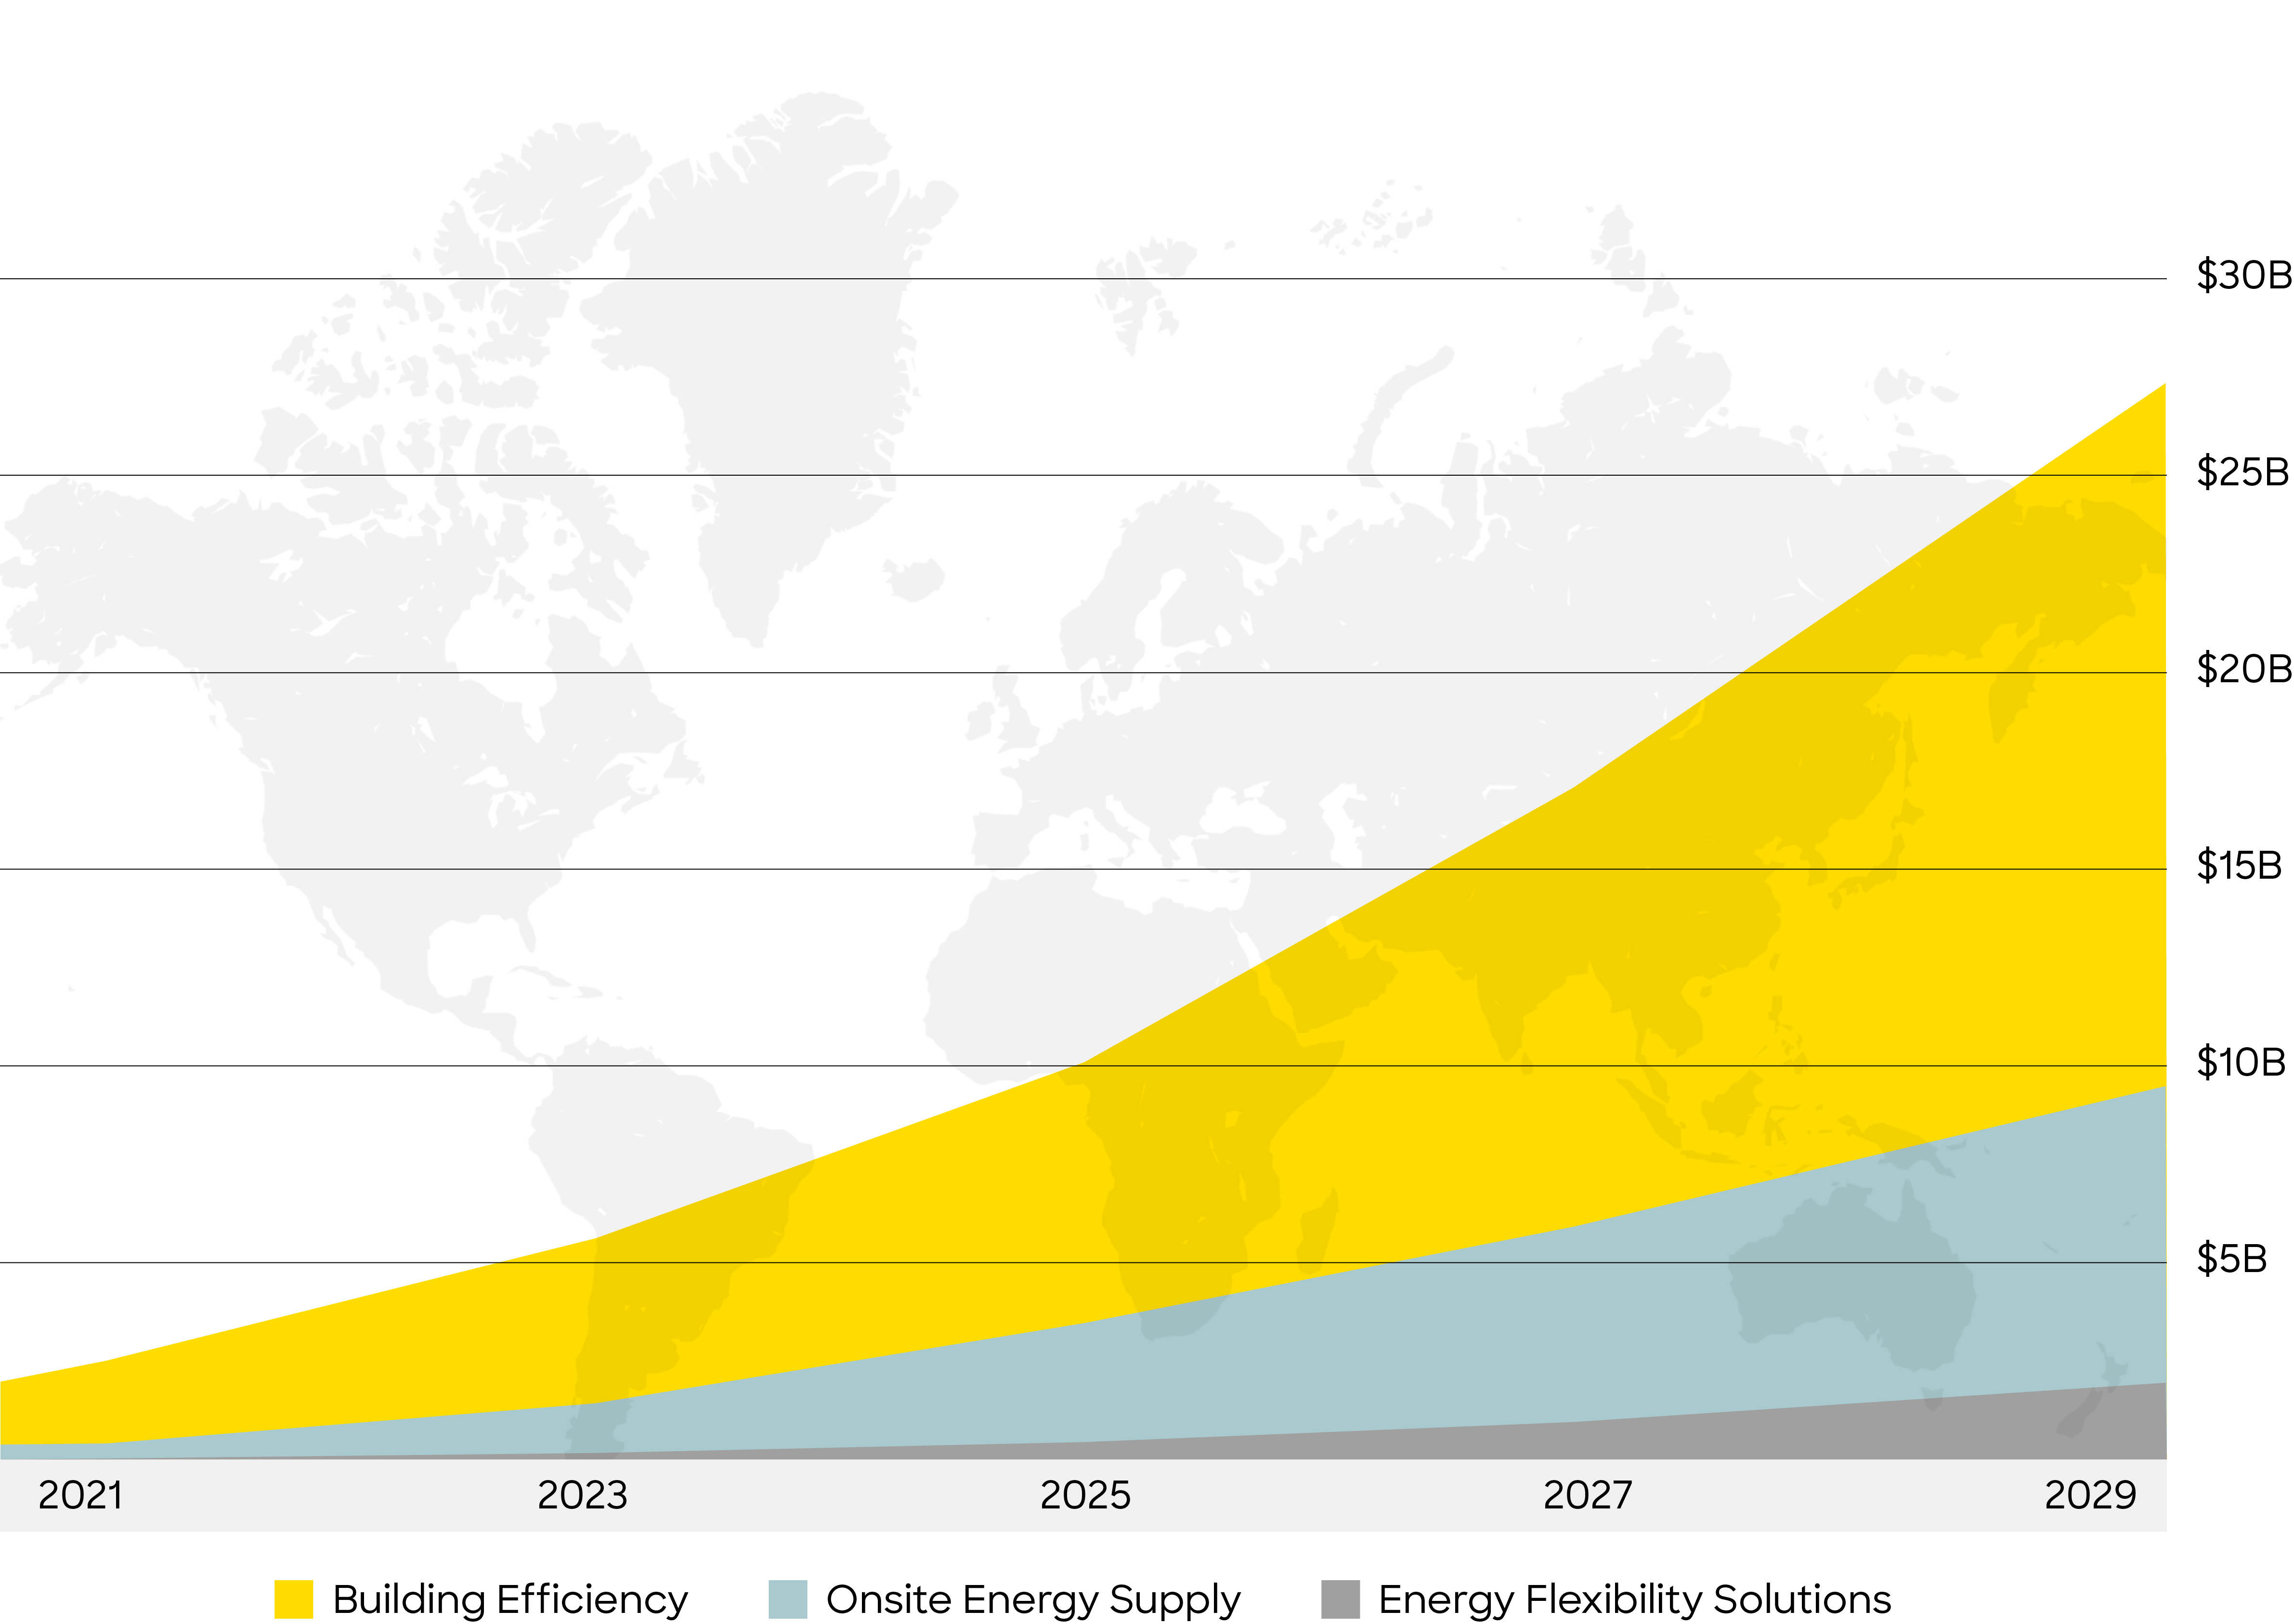 $30B
$25B
$20B
$15B
$10B
$5B
2021 2023 2025 2027 2029
Building Efficiency Onsite Energy Supply Energy Flexibility Solutions